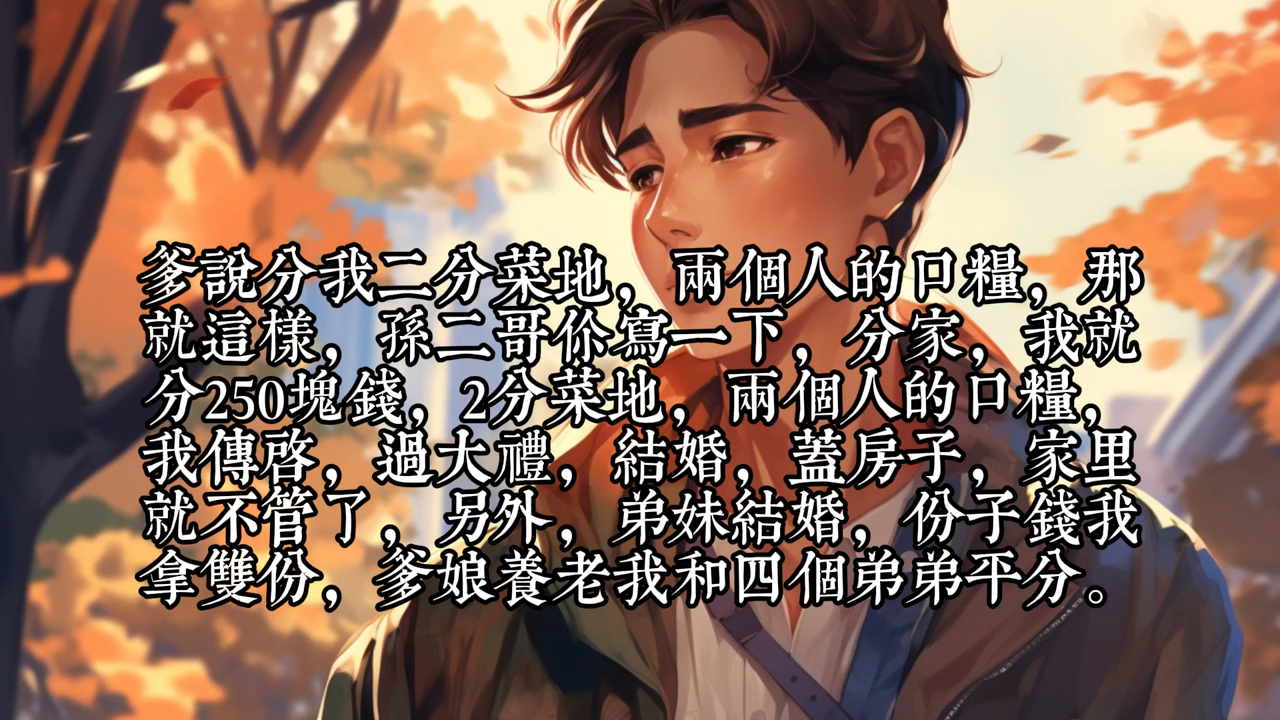 爹說分我二分菜地，兩個人的口糧，那
就這樣，孫二哥你寫一下，分家，我就
分250塊錢，2分菜地，兩個人的口糧，
我傳啓，過大禮，結婚，蓋房子，家里
就不管了，另外，弟妹結婚，份子錢我
拿雙份，爹娘養老我和四個弟弟平分。